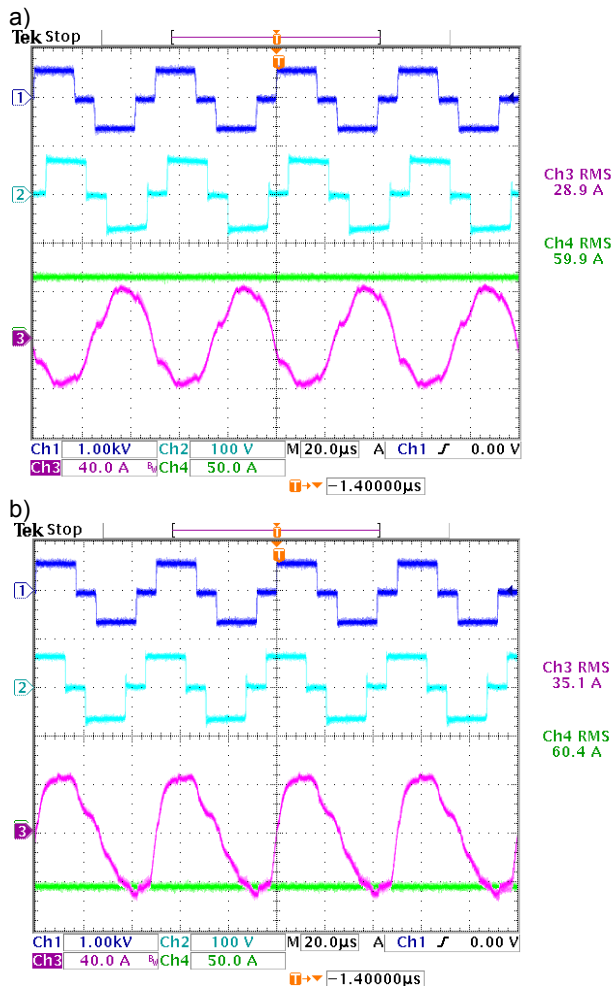 a)
Tek Stop
T
T
1
2
3
Ch3 RMS
28.9 A
Ch4 RMS
59.9 A
Ch1 1.00kV Ch2 100 V M 20.0µs A Ch1 0.00 V
Ch3 40.0 A BW Ch4 50.0 A
T −1.40000µs
b)
Tek Stop
T
T
1
2
3
Ch3 RMS
35.1 A
Ch4 RMS
60.4 A
Ch1 1.00kV Ch2 100 V M 20.0µs A Ch1 0.00 V
Ch3 40.0 A BW Ch4 50.0 A
T −1.40000µs